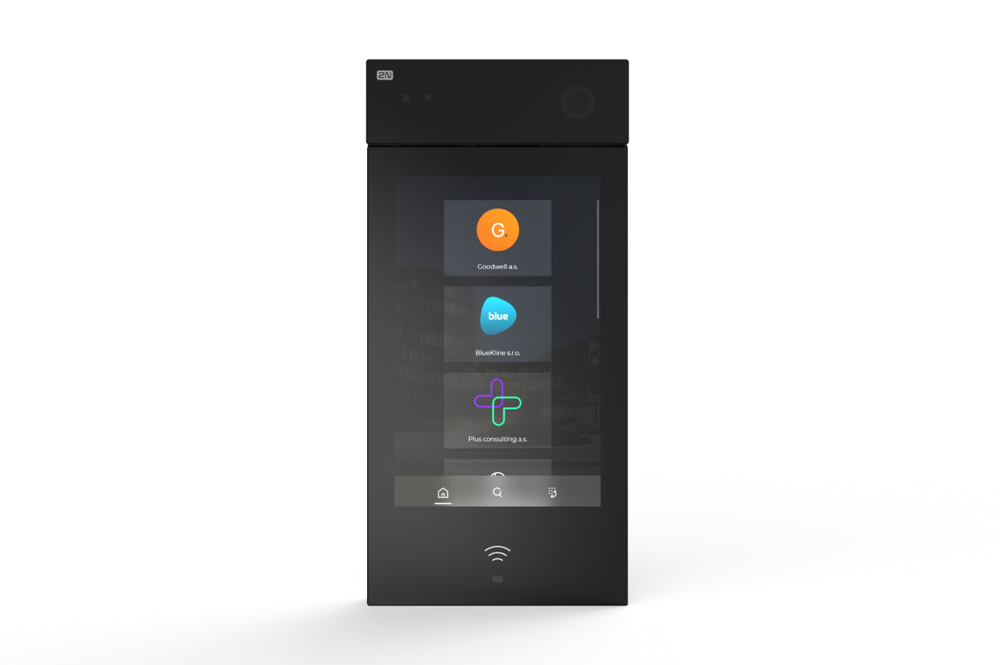 2N
G.
Goodwell a.s.
blue
BlueKline s.r.o.
Plus consulting a.s.